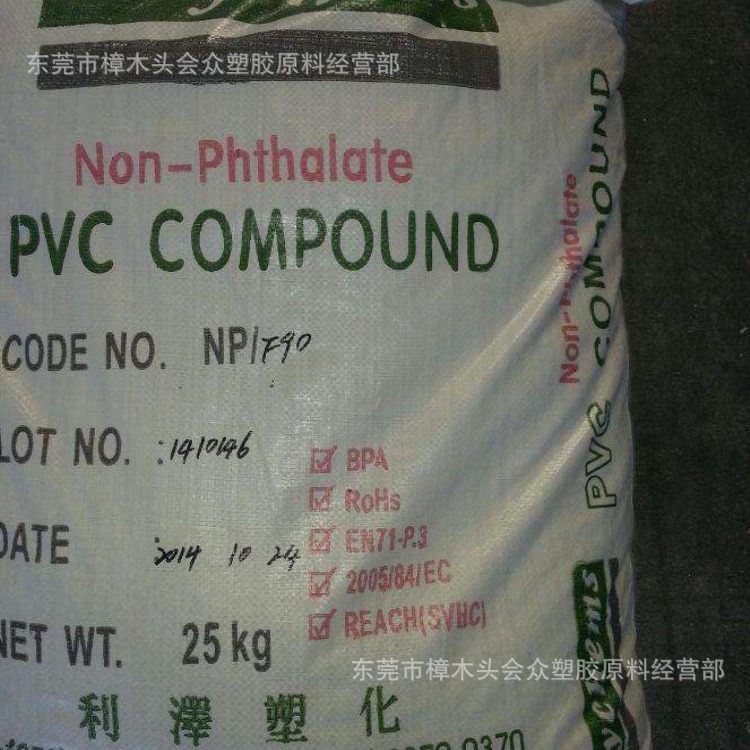 东莞市樟木头会众塑胶原料经营部
Non-Phthalate
PVC COMPOUND
CODE NO. NP/F90
LOT NO. : 1410146
DATE : 2014 10 24
NET WT. 25 kg
BPA
RoHs
EN71-P.3
2005/84/EC
REACH(SVHC)
Non-Phthalate
PVC COMPOUND
东莞市樟木头会众塑胶原料经营部
利澤塑化
0370